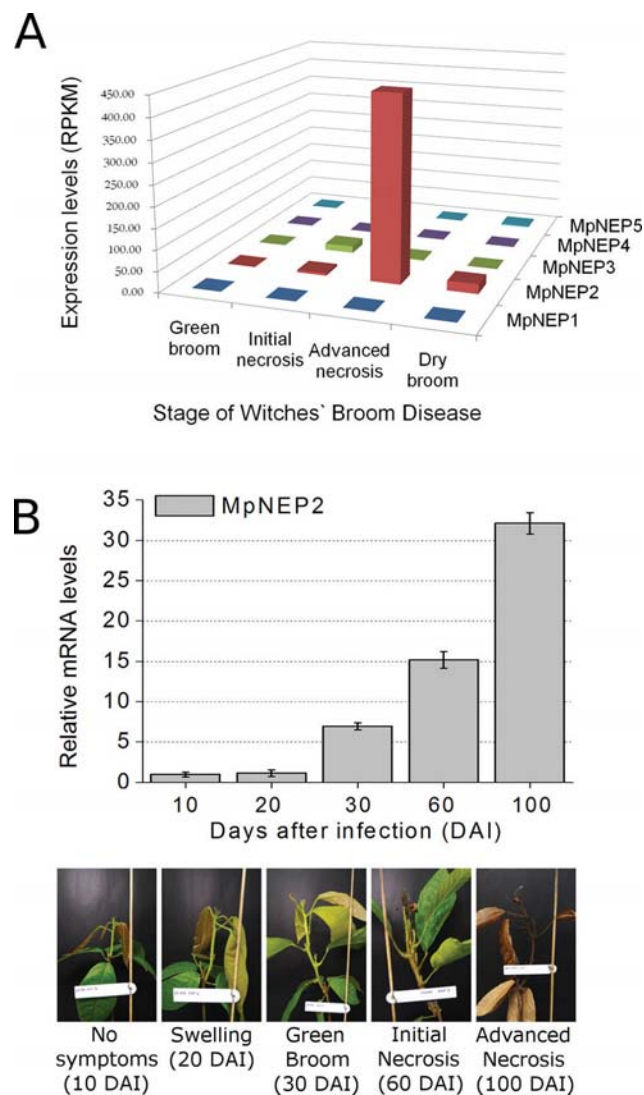 A
Expression levels (RPKM)
450.00
400.00
350.00
300.00
250.00
200.00
150.00
100.00
50.00
0.00
MpNEP5
MpNEP4
MpNEP3
MpNEP2
MpNEP1
Green broom
Initial necrosis
Advanced necrosis
Dry broom
Stage of Witches` Broom Disease
B
MpNEP2
Relative mRNA levels
35
30
25
20
15
10
5
0
10 20 30 60 100
Days after infection (DAI)
No symptoms (10 DAI)
Swelling (20 DAI)
Green Broom (30 DAI)
Initial Necrosis (60 DAI)
Advanced Necrosis (100 DAI)